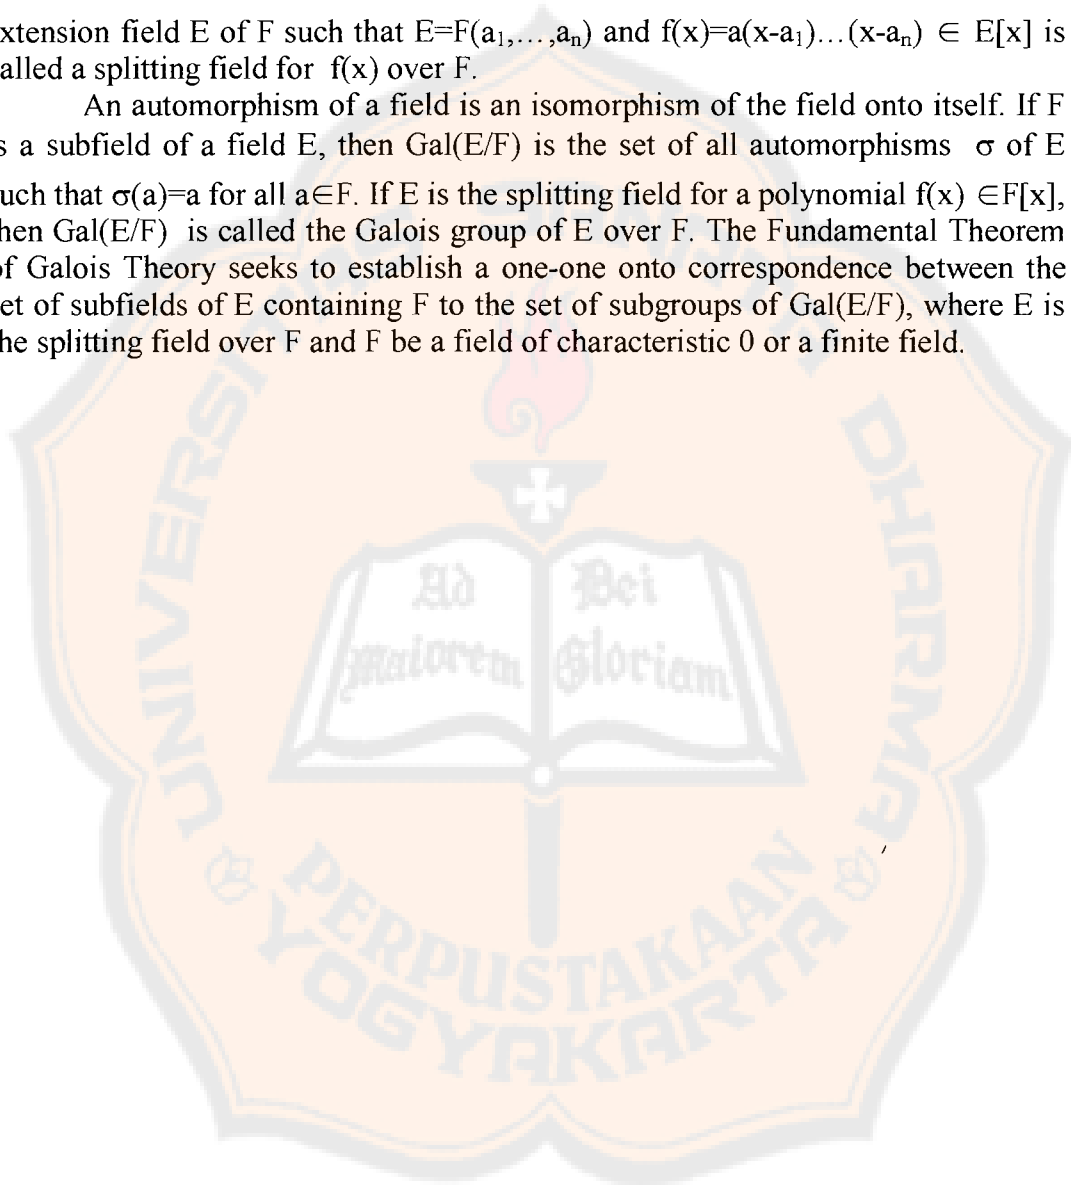 xtension field E of F such that E=F(a₁,…,aₙ) and f(x)=a(x-a₁)…(x-aₙ) ∈ E[x] is
alled a splitting field for f(x) over F.
An automorphism of a field is an isomorphism of the field onto itself. If F
s a subfield of a field E, then Gal(E/F) is the set of all automorphisms σ of E
uch that σ(a)=a for all a∈F. If E is the splitting field for a polynomial f(x) ∈F[x],
hen Gal(E/F) is called the Galois group of E over F. The Fundamental Theorem
of Galois Theory seeks to establish a one-one onto correspondence between the
et of subfields of E containing F to the set of subgroups of Gal(E/F), where E is
he splitting field over F and F be a field of characteristic 0 or a finite field.
UNIVERSITAS SANATA DHARMA
Ad Dei
maiorem Gloriam
PERPUSTAKAAN
YOGYAKARTA